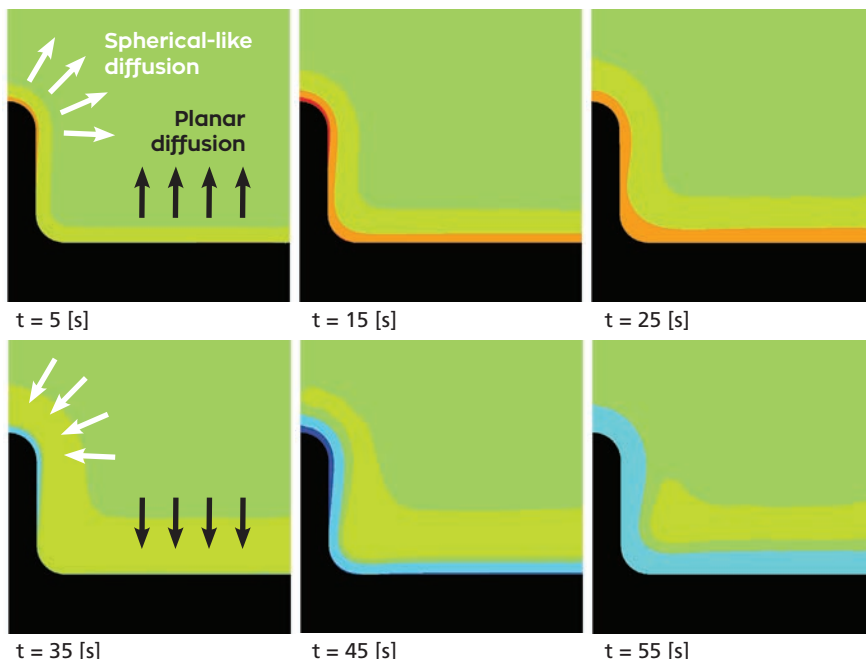 Spherical-like
diffusion
Planar
diffusion
t = 5 [s]
t = 15 [s]
t = 25 [s]
t = 35 [s]
t = 45 [s]
t = 55 [s]